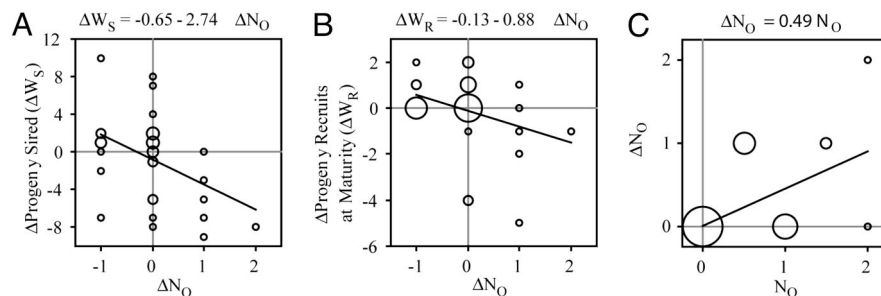 A
ΔW_S = -0.65 - 2.74 ΔN_O
ΔProgeny Sired (ΔW_S)
12
8
4
0
-4
-8
-1 0 1 2
ΔN_O
B
ΔW_R = -0.13 - 0.88 ΔN_O
ΔProgeny Recruits
at Maturity (ΔW_R)
4
2
0
-2
-4
-6
-1 0 1 2
ΔN_O
C
ΔN_O = 0.49 N_O
ΔN_O
2
1
0
0 1 2
N_O